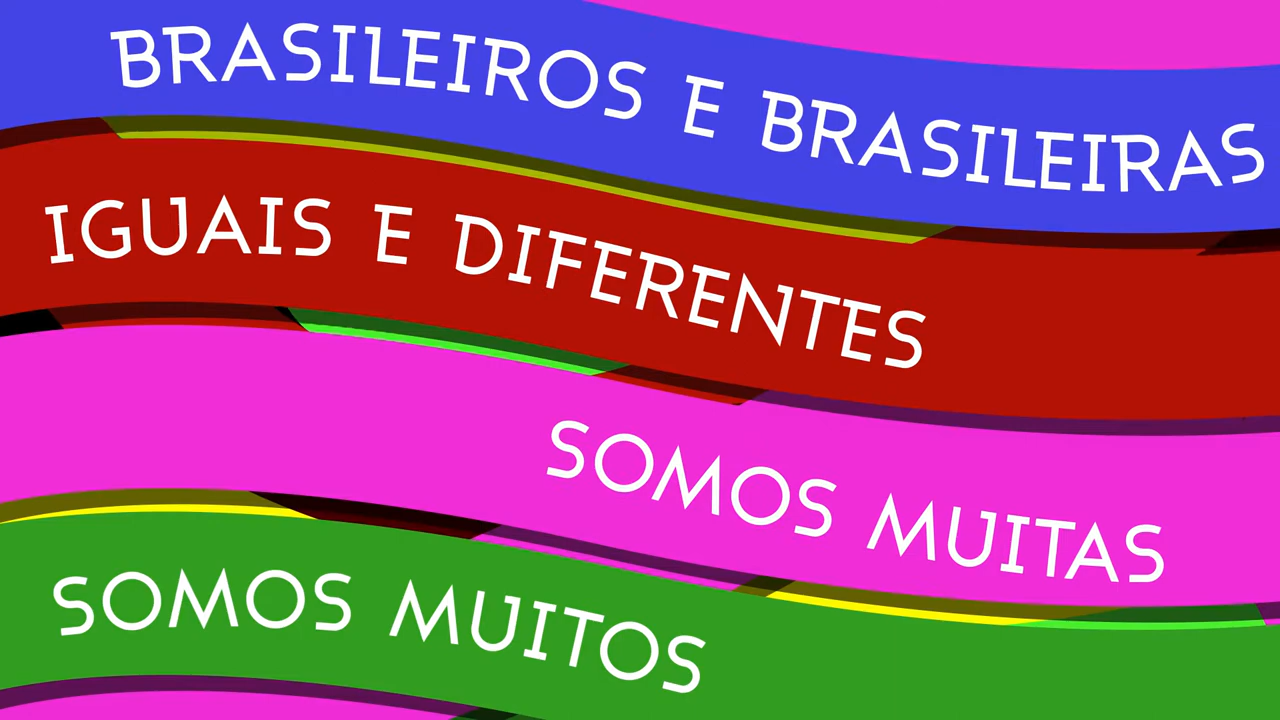 BRASILEIROS E BRASILEIRAS
IGUAIS E DIFERENTES
SOMOS MUITAS
SOMOS MUITOS